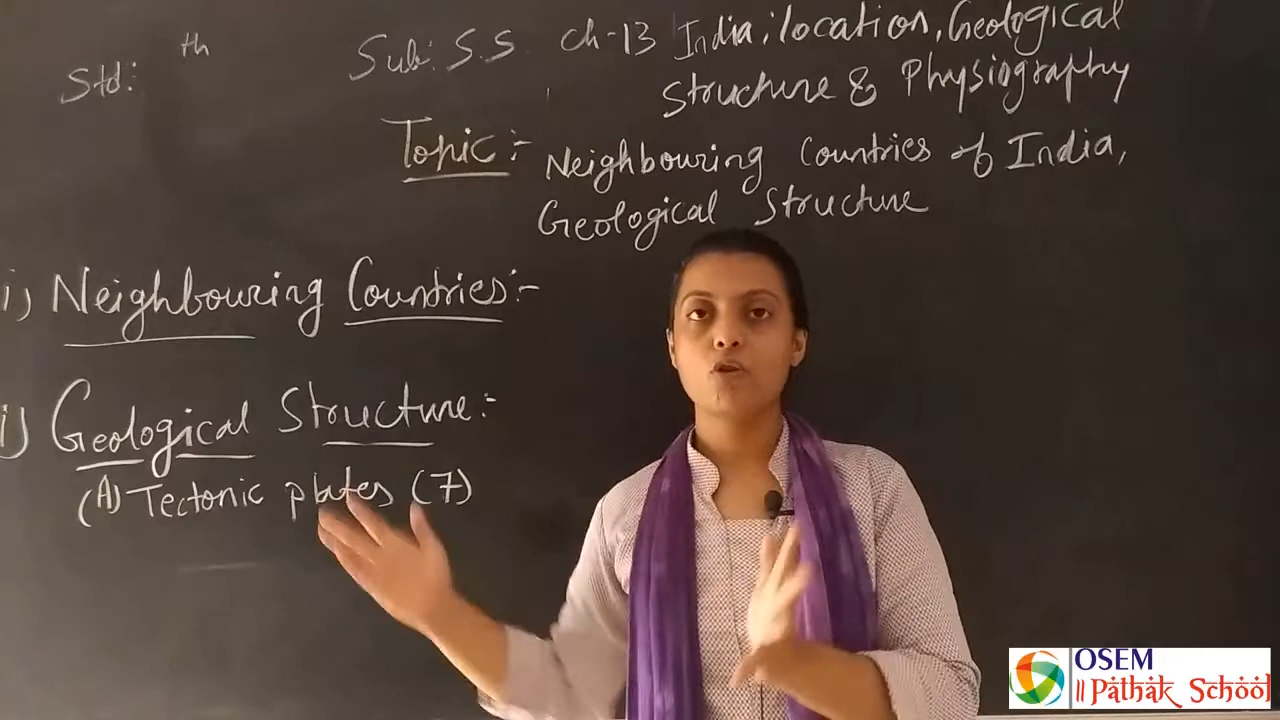 Std: th Sub: S.S. Ch-13 India: location, Geological
Structure & Physiography
Topic:- Neighbouring Countries of India,
Geological Structure
i) Neighbouring Countries:-
i) Geological Structure:-
(A) Tectonic plates (7)
OSEM
|| Pathak School